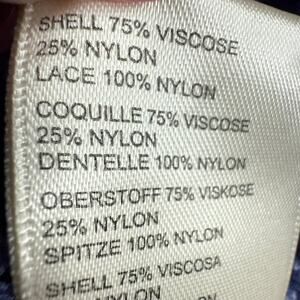 SHELL 75% VISCOSE
25% NYLON
LACE 100% NYLON
COQUILLE 75% VISCOSE
25% NYLON
DENTELLE 100% NYLON
OBERSTOFF 75% VISKOSE
25% NYLON
SPITZE 100% NYLON
SHELL 75% VISCOSA
NYLON